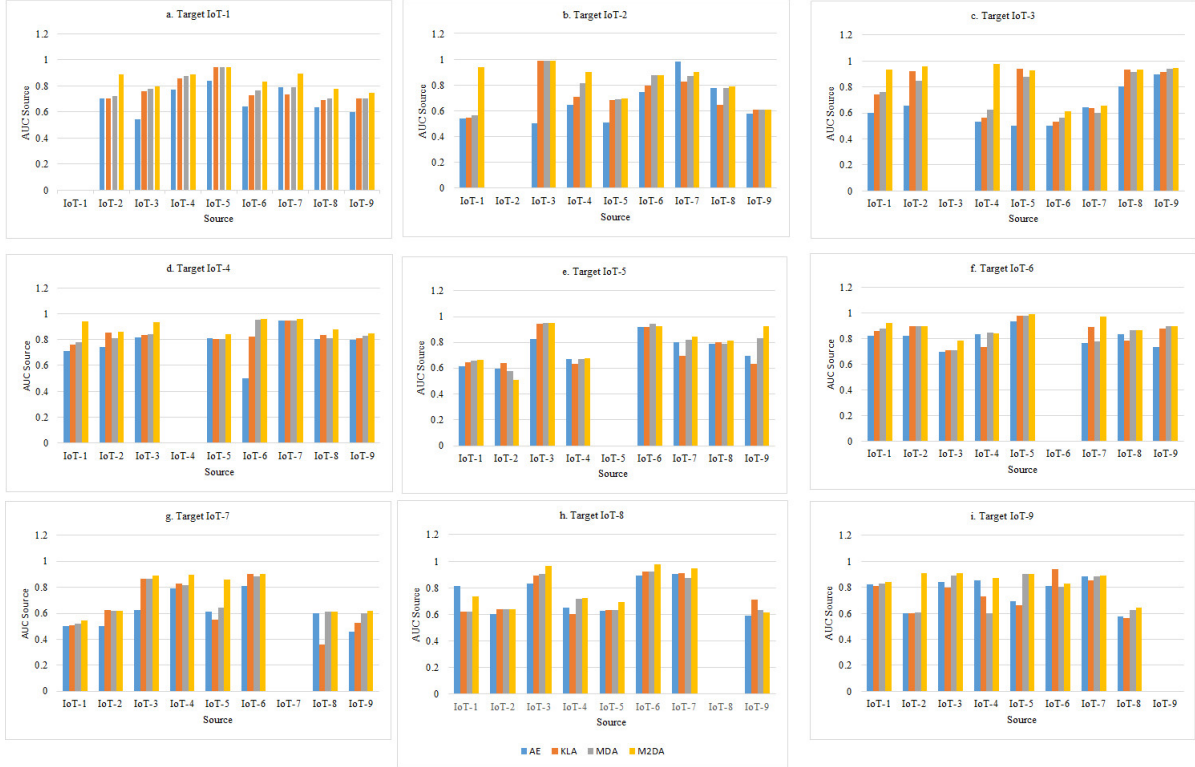 a. Target IoT-1
1.2
1
0.8
0.6
0.4
0.2
0
AUC Source
IoT-1 IoT-2 IoT-3 IoT-4 IoT-5 IoT-6 IoT-7 IoT-8 IoT-9
Source
b. Target IoT-2
1.2
1
0.8
0.6
0.4
0.2
0
AUC Source
IoT-1 IoT-2 IoT-3 IoT-4 IoT-5 IoT-6 IoT-7 IoT-8 IoT-9
Source
c. Target IoT-3
1.2
1
0.8
0.6
0.4
0.2
0
AUC Source
IoT-1 IoT-2 IoT-3 IoT-4 IoT-5 IoT-6 IoT-7 IoT-8 IoT-9
Source
d. Target IoT-4
1.2
1
0.8
0.6
0.4
0.2
0
AUC Source
IoT-1 IoT-2 IoT-3 IoT-4 IoT-5 IoT-6 IoT-7 IoT-8 IoT-9
Source
e. Target IoT-5
1.2
1
0.8
0.6
0.4
0.2
0
AUC Source
IoT-1 IoT-2 IoT-3 IoT-4 IoT-5 IoT-6 IoT-7 IoT-8 IoT-9
Source
f. Target IoT-6
1.2
1
0.8
0.6
0.4
0.2
0
AUC Source
IoT-1 IoT-2 IoT-3 IoT-4 IoT-5 IoT-6 IoT-7 IoT-8 IoT-9
Source
g. Target IoT-7
1.2
1
0.8
0.6
0.4
0.2
0
AUC Source
IoT-1 IoT-2 IoT-3 IoT-4 IoT-5 IoT-6 IoT-7 IoT-8 IoT-9
Source
h. Target IoT-8
1.2
1
0.8
0.6
0.4
0.2
0
AUC Source
IoT-1 IoT-2 IoT-3 IoT-4 IoT-5 IoT-6 IoT-7 IoT-8 IoT-9
Source
AE KLA MDA M2DA
i. Target IoT-9
1.2
1
0.8
0.6
0.4
0.2
0
AUC Source
IoT-1 IoT-2 IoT-3 IoT-4 IoT-5 IoT-6 IoT-7 IoT-8 IoT-9
Source